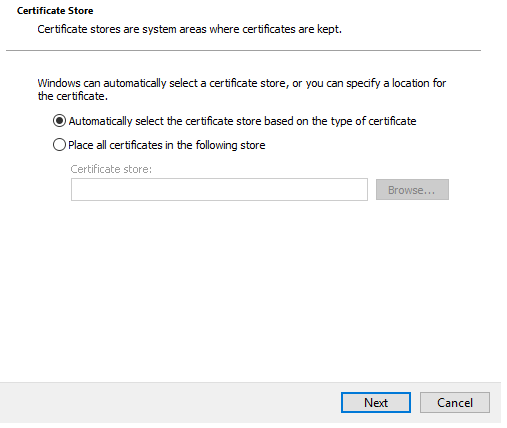 Certificate Store
Certificate stores are system areas where certificates are kept.
Windows can automatically select a certificate store, or you can specify a location for
the certificate.
Automatically select the certificate store based on the type of certificate
Place all certificates in the following store
Certificate store:
Browse...
Next
Cancel